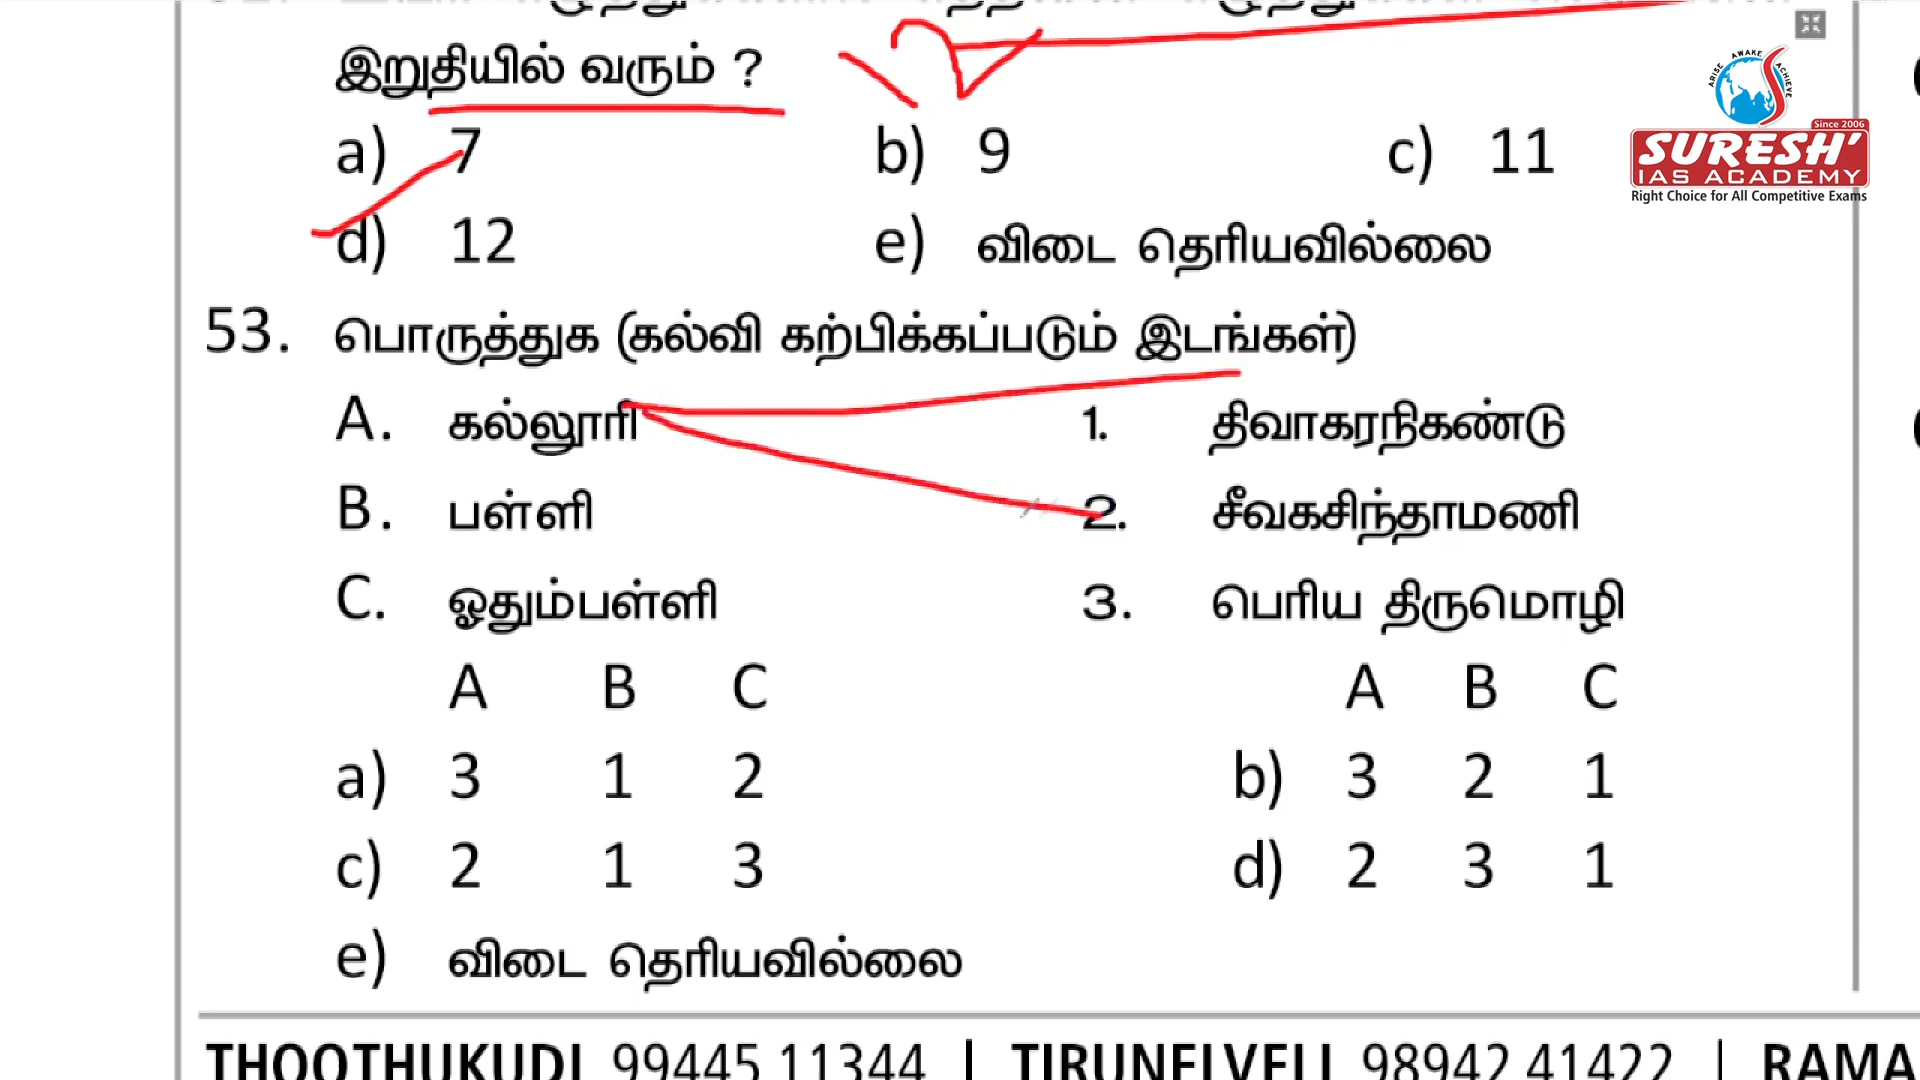 இறுதியில் வரும் ?
a) 7 b) 9 c) 11
d) 12 e) விடை தெரியவில்லை
53. பொருத்துக (கல்வி கற்பிக்கப்படும் இடங்கள்)
A. கல்லூரி 1. திவாகரநிகண்டு
B. பள்ளி 2. சீவகசிந்தாமணி
C. ஓதும்பள்ளி 3. பெரிய திருமொழி
A B C A B C
a) 3 1 2 b) 3 2 1
c) 2 1 3 d) 2 3 1
e) விடை தெரியவில்லை
THOOTHUKUDI 99445 11344 | TIRUNELVELI 98942 41422 | RAMA
ARISE AWAKE ACHIEVE
Since 2006
SURESH'
IAS ACADEMY
Right Choice for All Competitive Exams